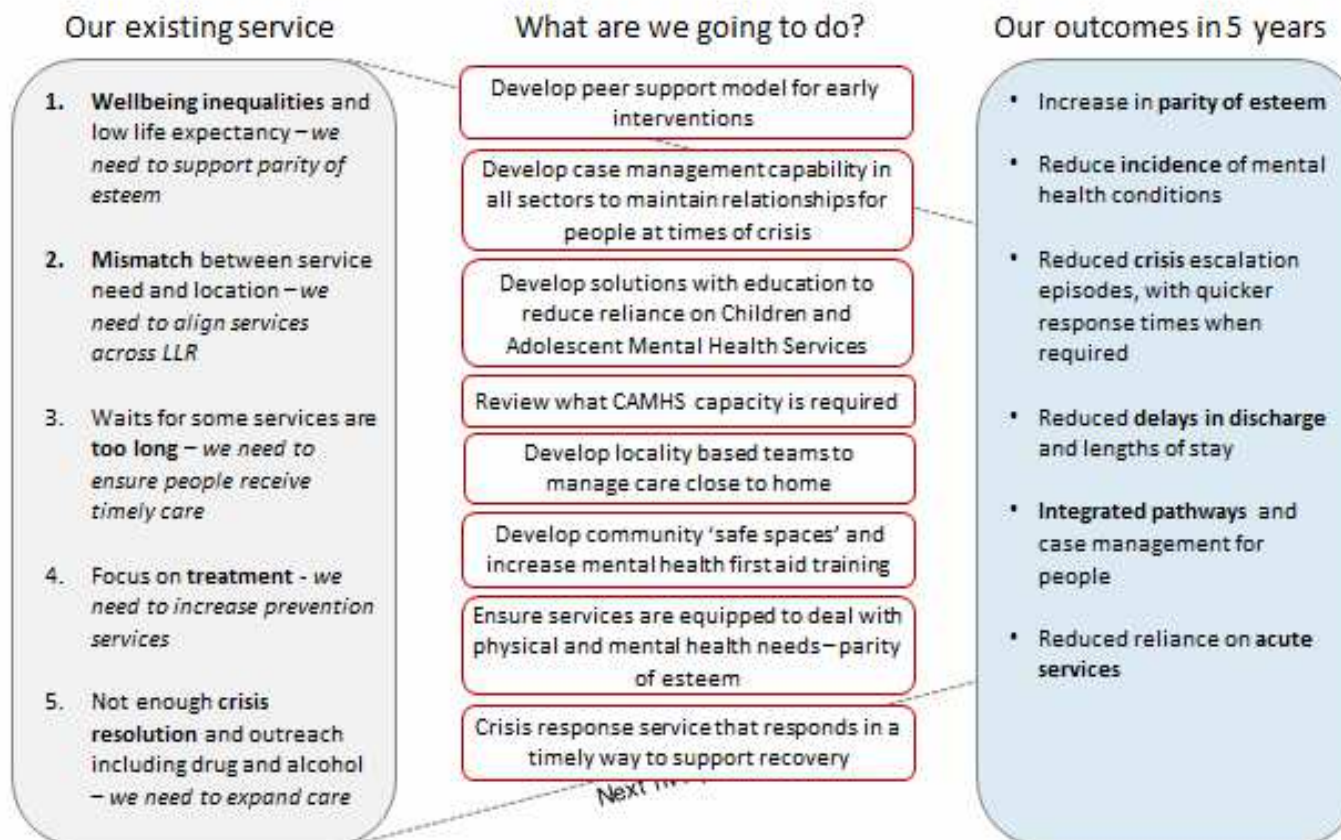 Our existing service
1. Wellbeing inequalities and
low life expectancy – we
need to support parity of
esteem
2. Mismatch between service
need and location – we
need to align services
across LLR
3. Waits for some services are
too long – we need to
ensure people receive
timely care
4. Focus on treatment - we
need to increase prevention
services
5. Not enough crisis
resolution and outreach
including drug and alcohol
– we need to expand care
What are we going to do?
Develop peer support model for early
interventions
Develop case management capability in
all sectors to maintain relationships for
people at times of crisis
Develop solutions with education to
reduce reliance on Children and
Adolescent Mental Health Services
Review what CAMHS capacity is required
Develop locality based teams to
manage care close to home
Develop community ‘safe spaces’ and
increase mental health first aid training
Ensure services are equipped to deal with
physical and mental health needs – parity
of esteem
Crisis response service that responds in a
timely way to support recovery
Next
Our outcomes in 5 years
• Increase in parity of esteem
• Reduce incidence of mental
health conditions
• Reduced crisis escalation
episodes, with quicker
response times when
required
• Reduced delays in discharge
and lengths of stay
• Integrated pathways and
case management for
people
• Reduced reliance on acute
services